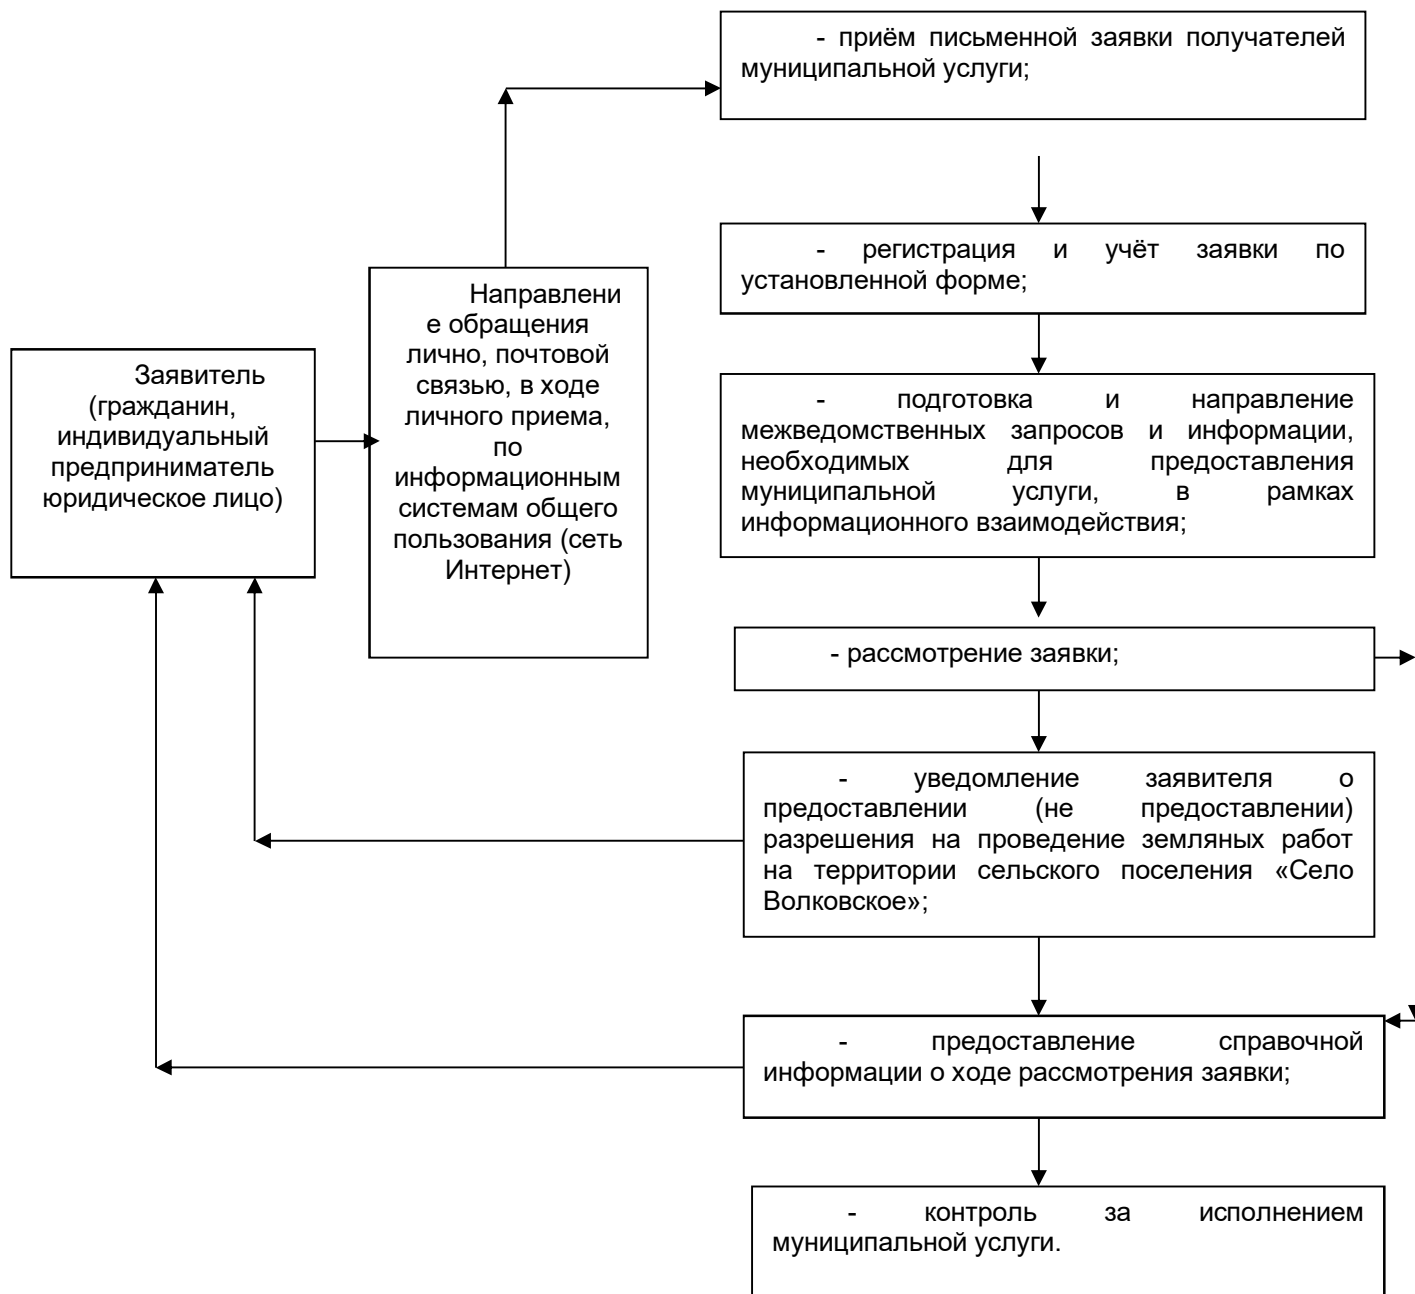 - приём письменной заявки получателей
муниципальной услуги;
- регистрация и учёт заявки по
установленной форме;
Направлени
е обращения
лично, почтовой
связью, в ходе
личного приема,
по
информационным
системам общего
пользования (сеть
Интернет)
Заявитель
(гражданин,
индивидуальный
предприниматель
юридическое лицо)
- подготовка и направление
межведомственных запросов и информации,
необходимых для предоставления
муниципальной услуги, в рамках
информационного взаимодействия;
- рассмотрение заявки;
- уведомление заявителя о
предоставлении (не предоставлении)
разрешения на проведение земляных работ
на территории сельского поселения «Село
Волковское»;
- предоставление справочной
информации о ходе рассмотрения заявки;
- контроль за исполнением
муниципальной услуги.